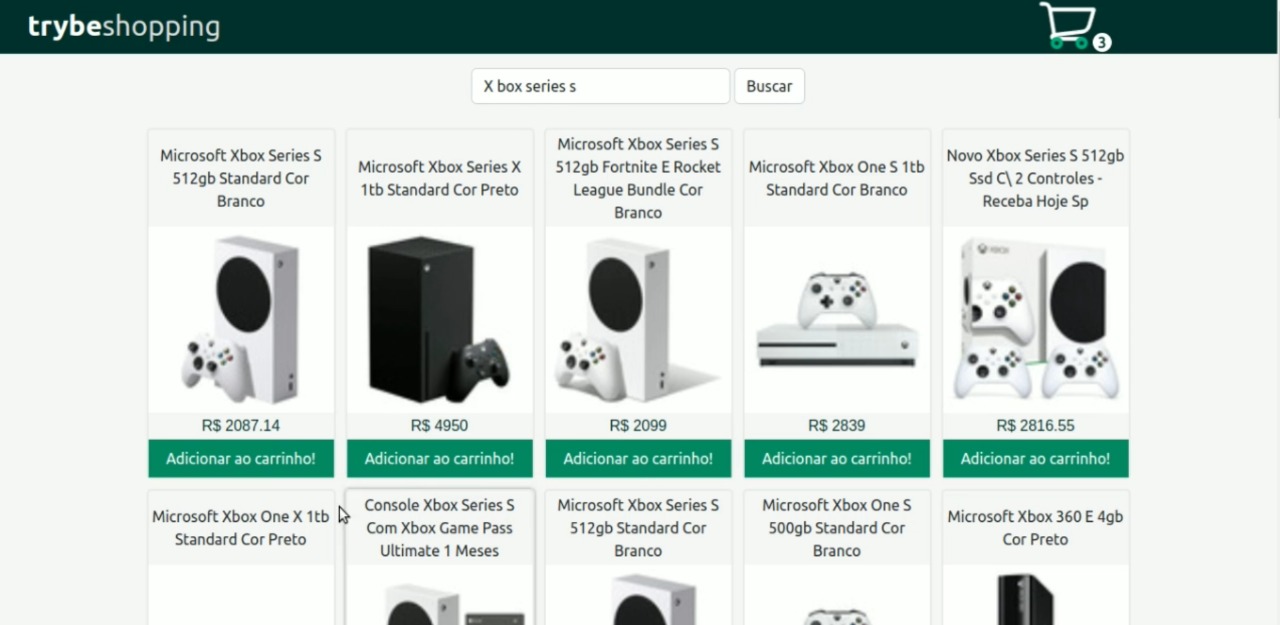 trybeshopping
3
X box series s
Buscar
Microsoft Xbox Series S
512gb Standard Cor
Branco
R$ 2087.14
Adicionar ao carrinho!
Microsoft Xbox Series X
1tb Standard Cor Preto
R$ 4950
Adicionar ao carrinho!
Microsoft Xbox Series S
512gb Fortnite E Rocket
League Bundle Cor
Branco
R$ 2099
Adicionar ao carrinho!
Microsoft Xbox One S 1tb
Standard Cor Branco
R$ 2839
Adicionar ao carrinho!
Novo Xbox Series S 512gb
Ssd C\ 2 Controles -
Receba Hoje Sp
XBOX
R$ 2816.55
Adicionar ao carrinho!
Microsoft Xbox One X 1tb
Standard Cor Preto
Console Xbox Series S
Com Xbox Game Pass
Ultimate 1 Meses
Microsoft Xbox Series S
512gb Standard Cor
Branco
Microsoft Xbox One S
500gb Standard Cor
Branco
Microsoft Xbox 360 E 4gb
Cor Preto